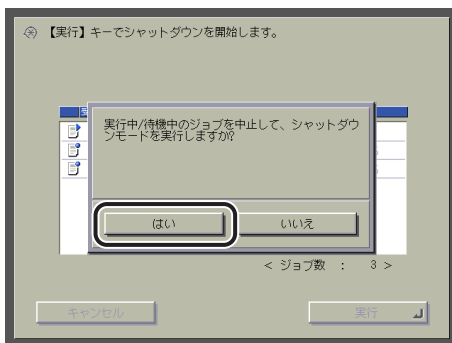 【実行】キーでシャットダウンを開始します。
実行中/待機中のジョブを中止して、シャットダウ
ンモードを実行しますか?
はい
いいえ
< ジョブ数 : 3 >
キャンセル
実行